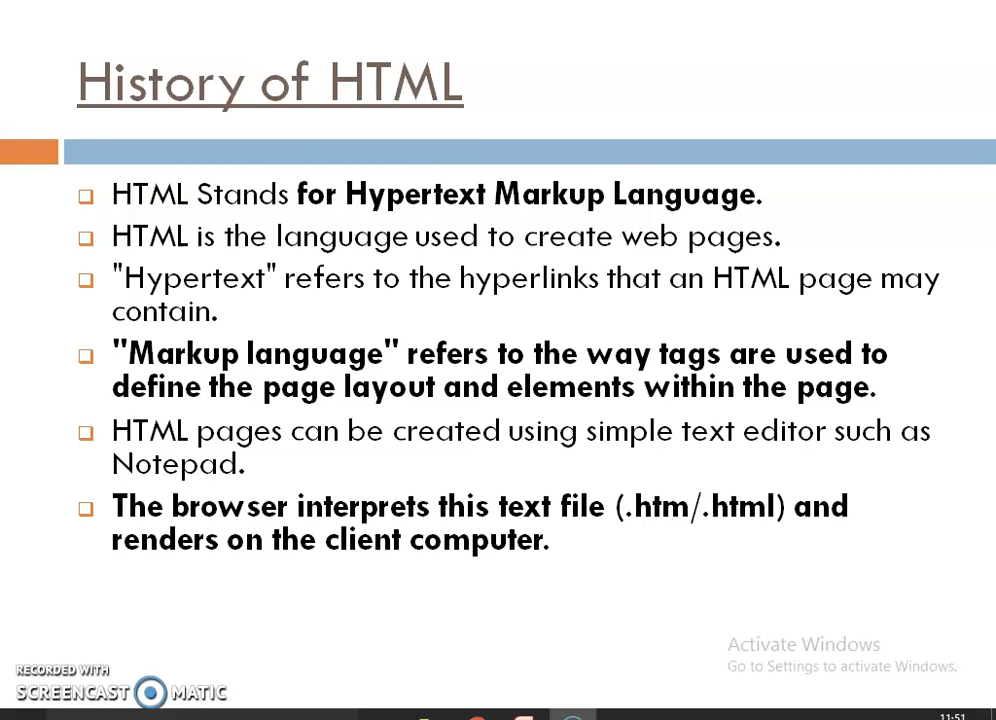 History of HTML
HTML Stands for Hypertext Markup Language.
HTML is the language used to create web pages.
"Hypertext" refers to the hyperlinks that an HTML page may
contain.
"Markup language" refers to the way tags are used to
define the page layout and elements within the page.
HTML pages can be created using simple text editor such as
Notepad.
The browser interprets this text file (.htm/.html) and
renders on the client computer.
Activate Windows
Go to Settings to activate Windows.
RECORDED WITH
SCREENCAST MATIC
11:51